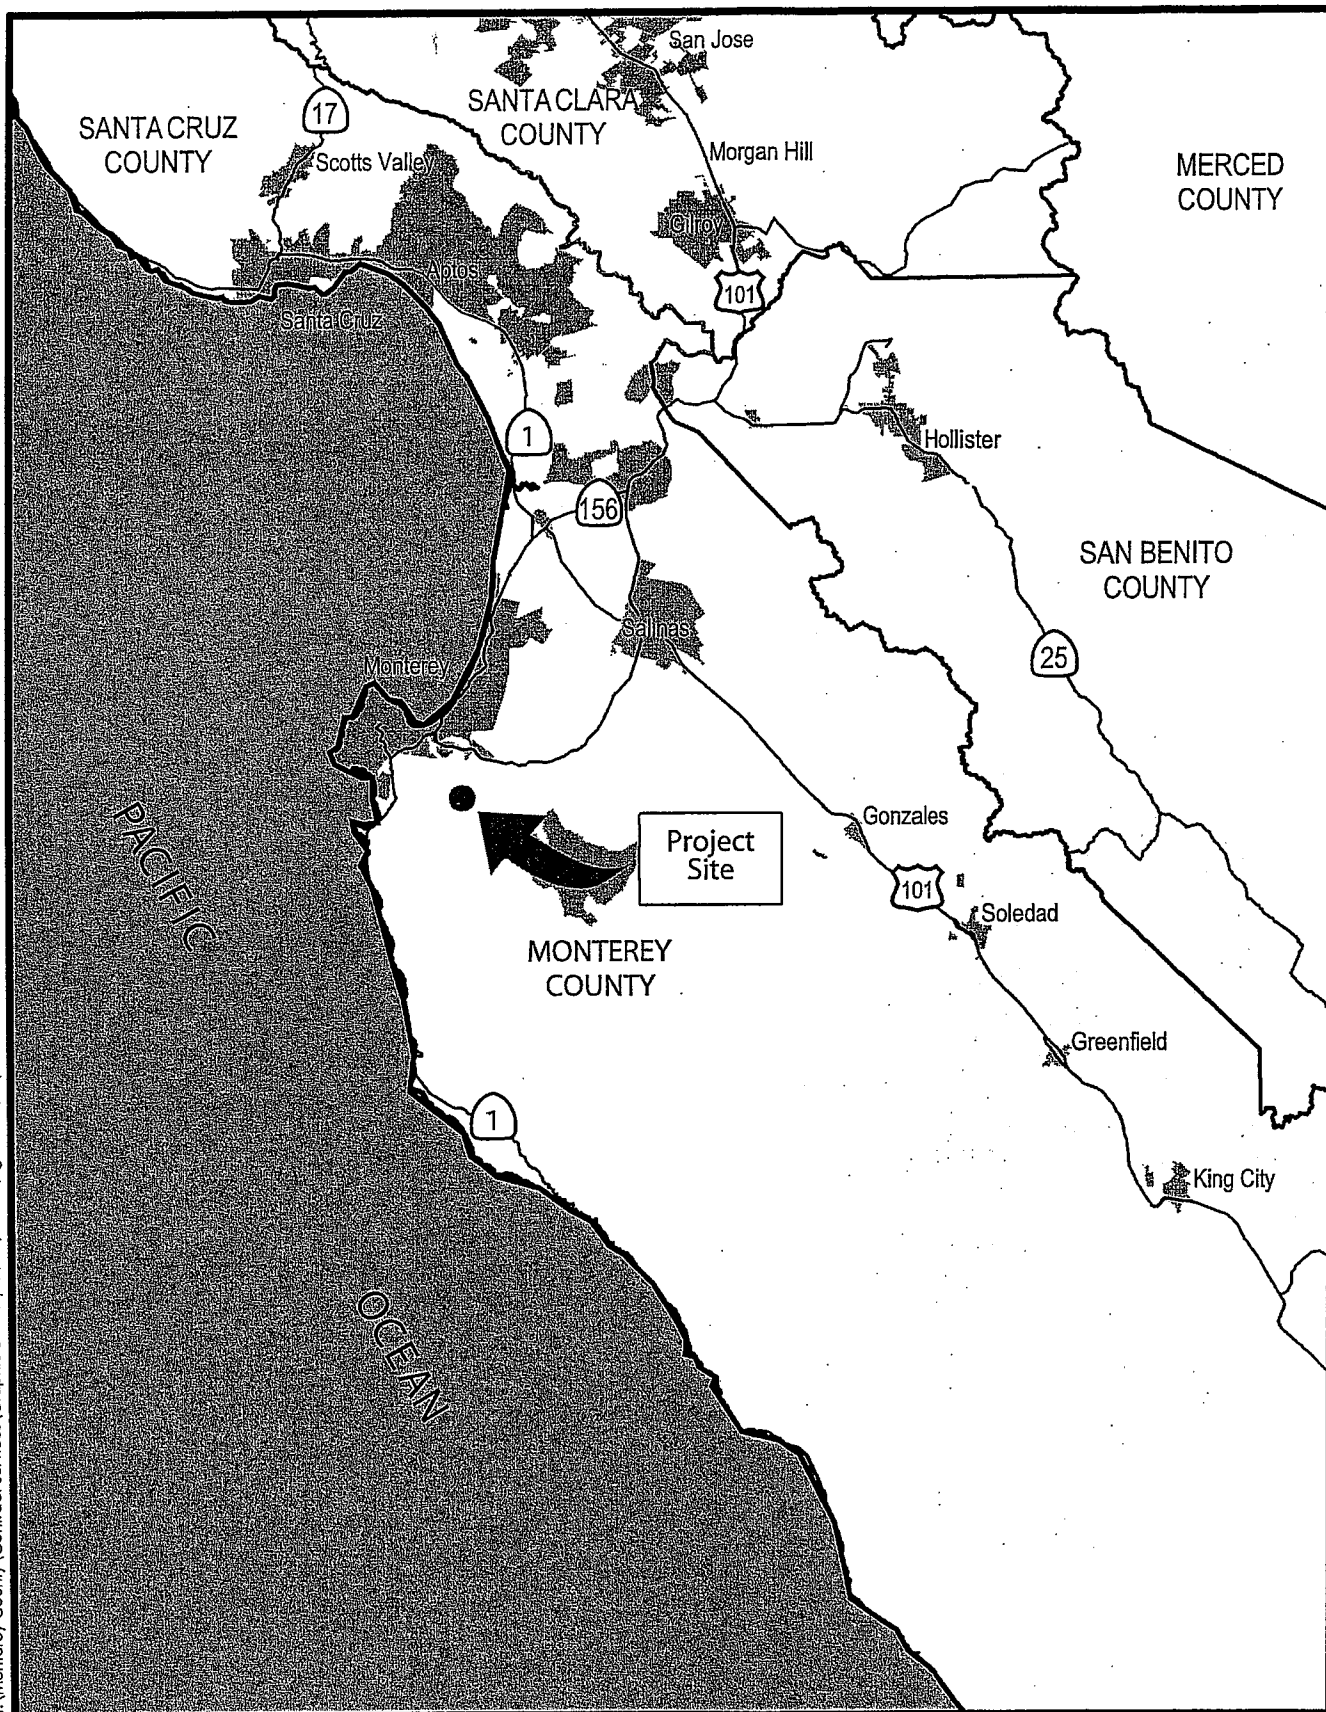 San Jose
SANTA CLARA
COUNTY
17
SANTA CRUZ
COUNTY
Scotts Valley
Morgan Hill
MERCED
COUNTY
Gilroy
Aptos
101
Santa Cruz
1
Hollister
156
SAN BENITO
COUNTY
Salinas
25
Monterey
PACIFIC
Gonzales
Project
Site
101
Soledad
MONTEREY
COUNTY
Greenfield
1
King City
OCEAN